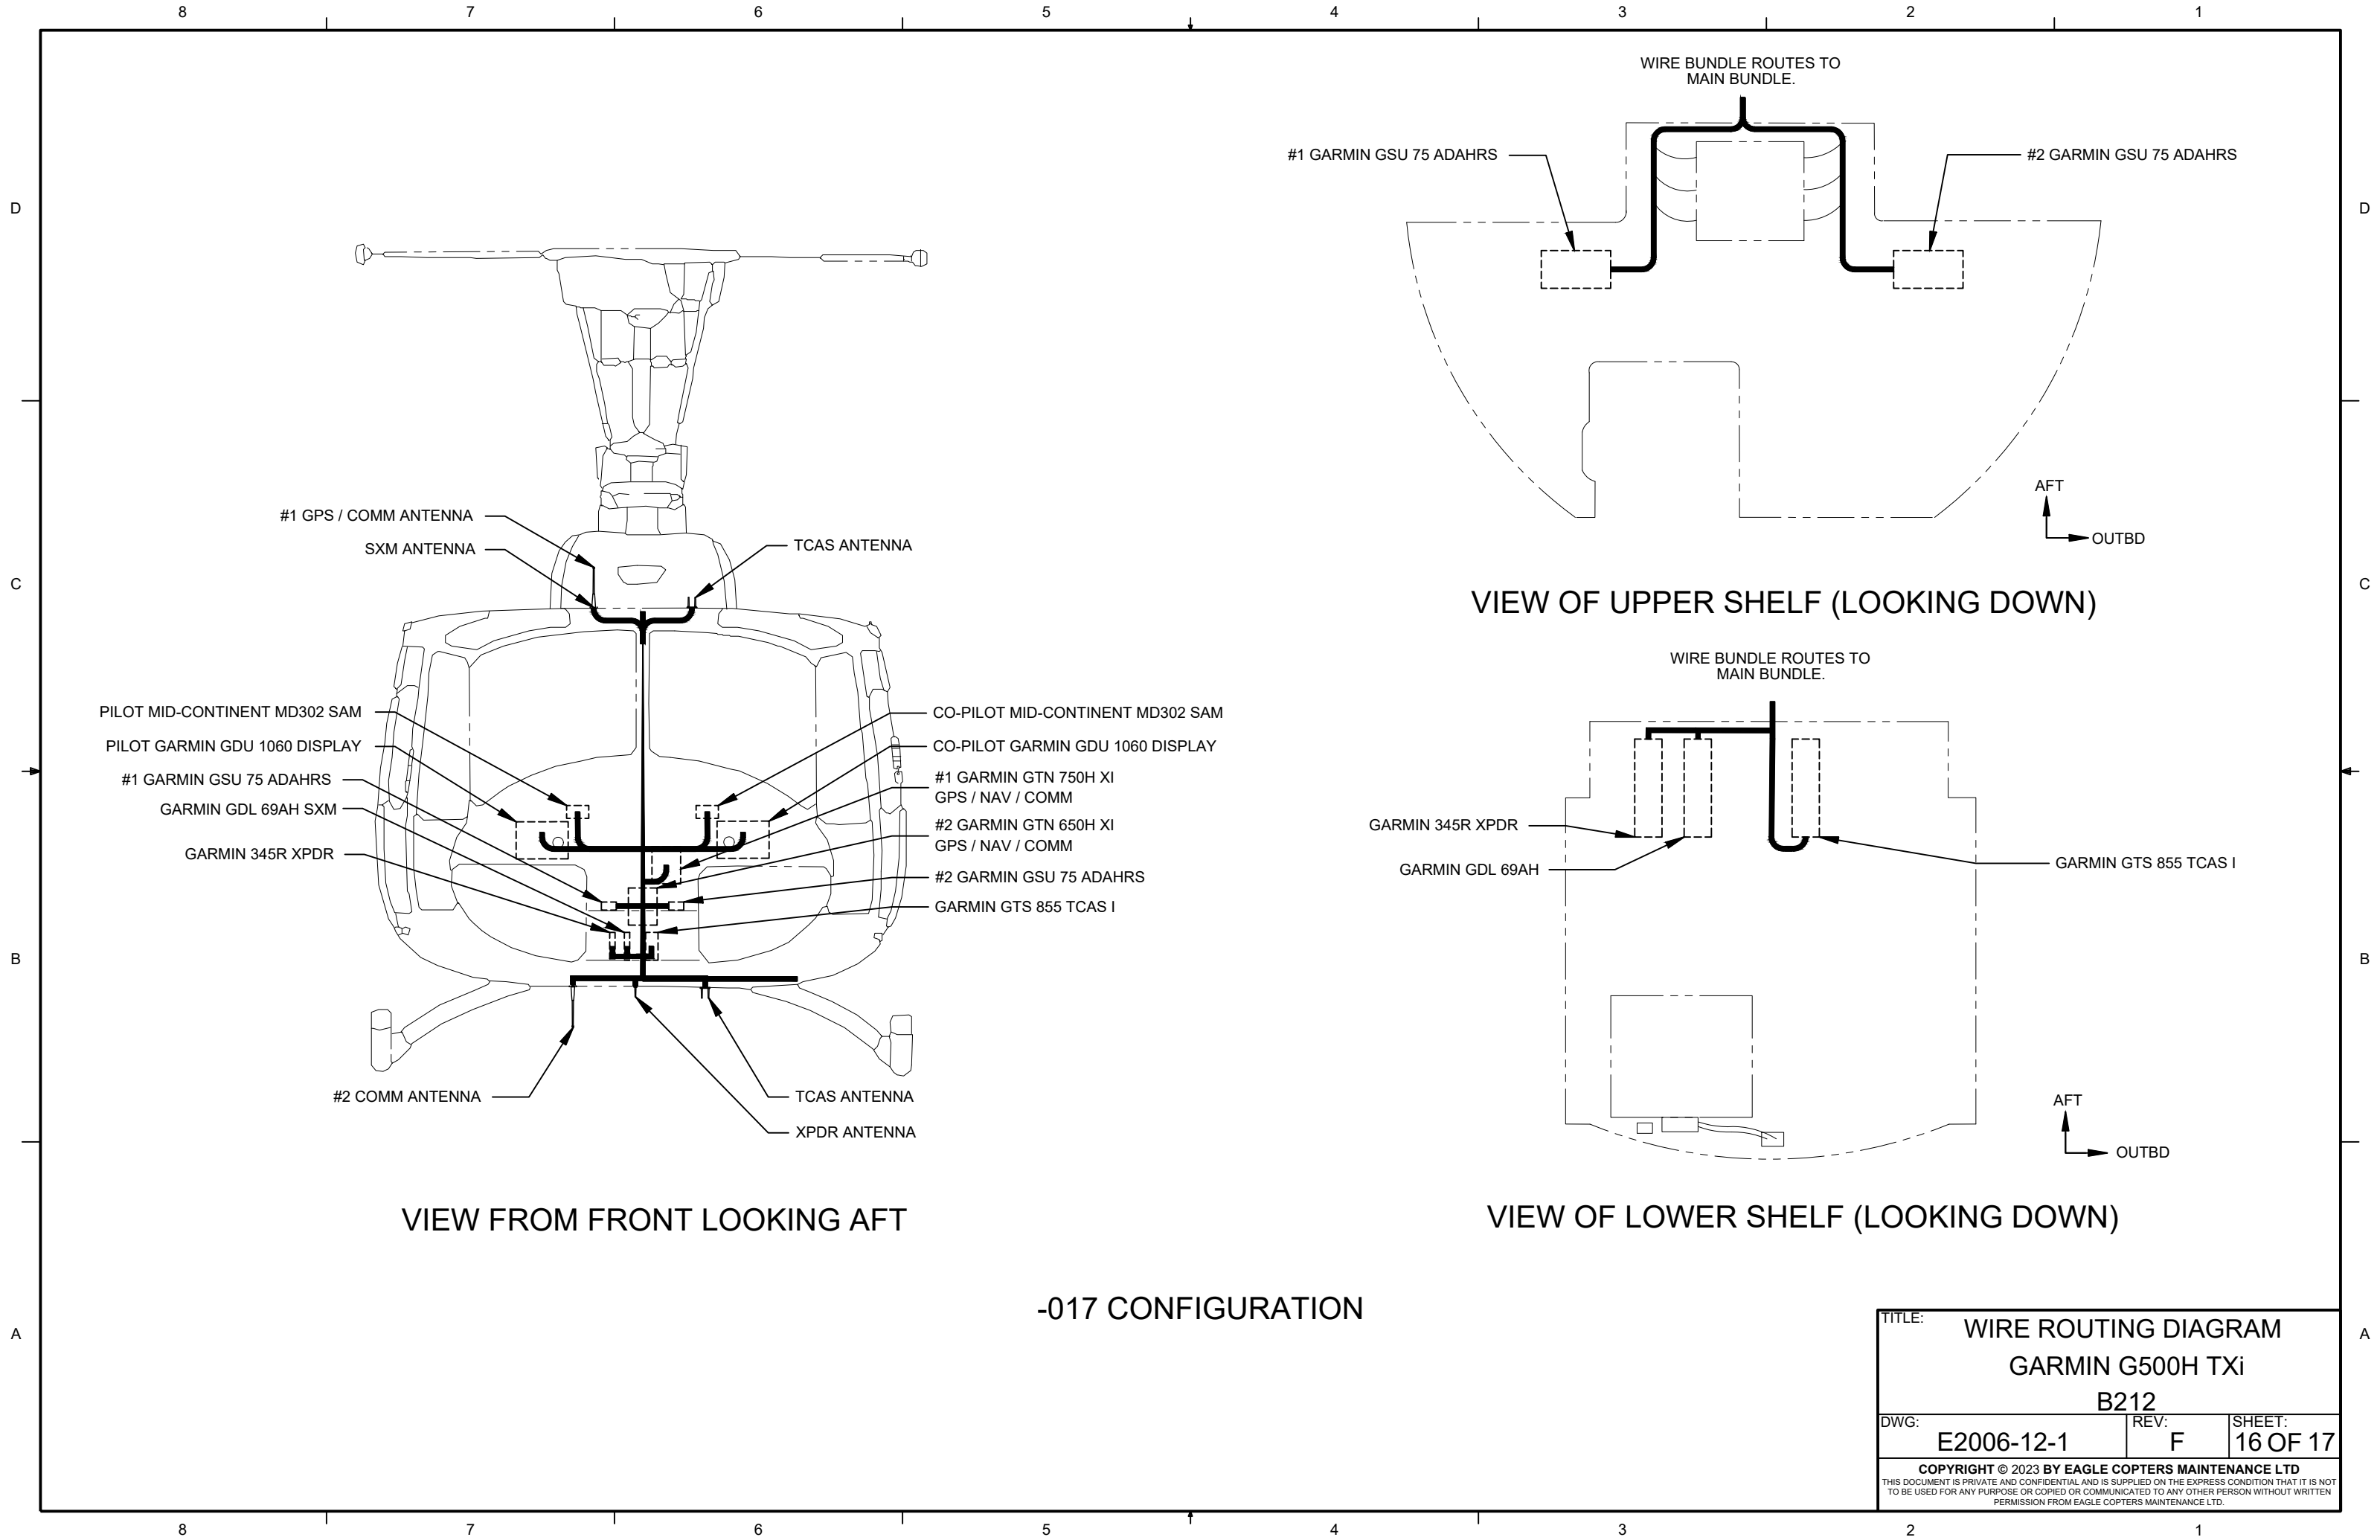 8 7 6 5 4 3 2 1
D
C
B
A
WIRE BUNDLE ROUTES TO
MAIN BUNDLE.
#1 GARMIN GSU 75 ADAHRS
#2 GARMIN GSU 75 ADAHRS
AFT
OUTBD
VIEW OF UPPER SHELF (LOOKING DOWN)
#1 GPS / COMM ANTENNA
SXM ANTENNA
TCAS ANTENNA
PILOT MID-CONTINENT MD302 SAM
PILOT GARMIN GDU 1060 DISPLAY
#1 GARMIN GSU 75 ADAHRS
GARMIN GDL 69AH SXM
GARMIN 345R XPDR
CO-PILOT MID-CONTINENT MD302 SAM
CO-PILOT GARMIN GDU 1060 DISPLAY
#1 GARMIN GTN 750H XI
GPS / NAV / COMM
#2 GARMIN GTN 650H XI
GPS / NAV / COMM
#2 GARMIN GSU 75 ADAHRS
GARMIN GTS 855 TCAS I
#2 COMM ANTENNA
TCAS ANTENNA
XPDR ANTENNA
VIEW FROM FRONT LOOKING AFT
WIRE BUNDLE ROUTES TO
MAIN BUNDLE.
GARMIN 345R XPDR
GARMIN GDL 69AH
GARMIN GTS 855 TCAS I
AFT
OUTBD
VIEW OF LOWER SHELF (LOOKING DOWN)
-017 CONFIGURATION
TITLE:
WIRE ROUTING DIAGRAM
GARMIN G500H TXi
B212
DWG:
E2006-12-1
REV:
F
SHEET:
16 OF 17
COPYRIGHT © 2023 BY EAGLE COPTERS MAINTENANCE LTD
THIS DOCUMENT IS PRIVATE AND CONFIDENTIAL AND IS SUPPLIED ON THE EXPRESS CONDITION THAT IT IS NOT
TO BE USED FOR ANY PURPOSE OR COPIED OR COMMUNICATED TO ANY OTHER PERSON WITHOUT WRITTEN
PERMISSION FROM EAGLE COPTERS MAINTENANCE LTD.
D
C
B
A
8 7 6 5 4 3 2 1